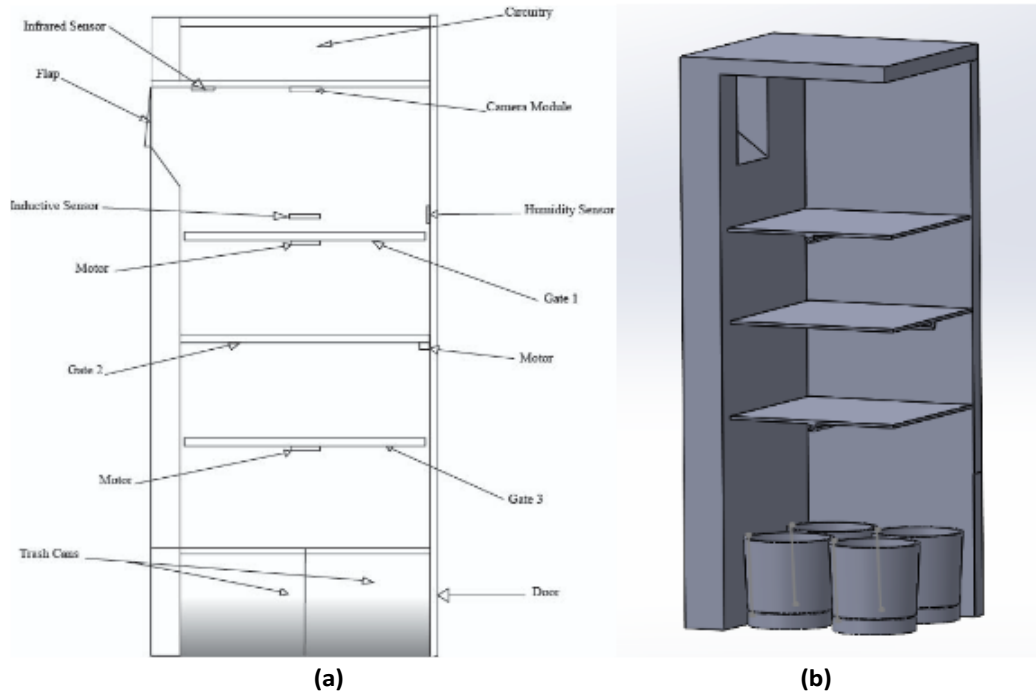 Infrared Sensor
Circuitry
Flap
Camera Module
Inductive Sensor
Humidity Sensor
Motor
Gate 1
Gate 2
Motor
Motor
Gate 3
Trash Cans
Door
(a)
(b)